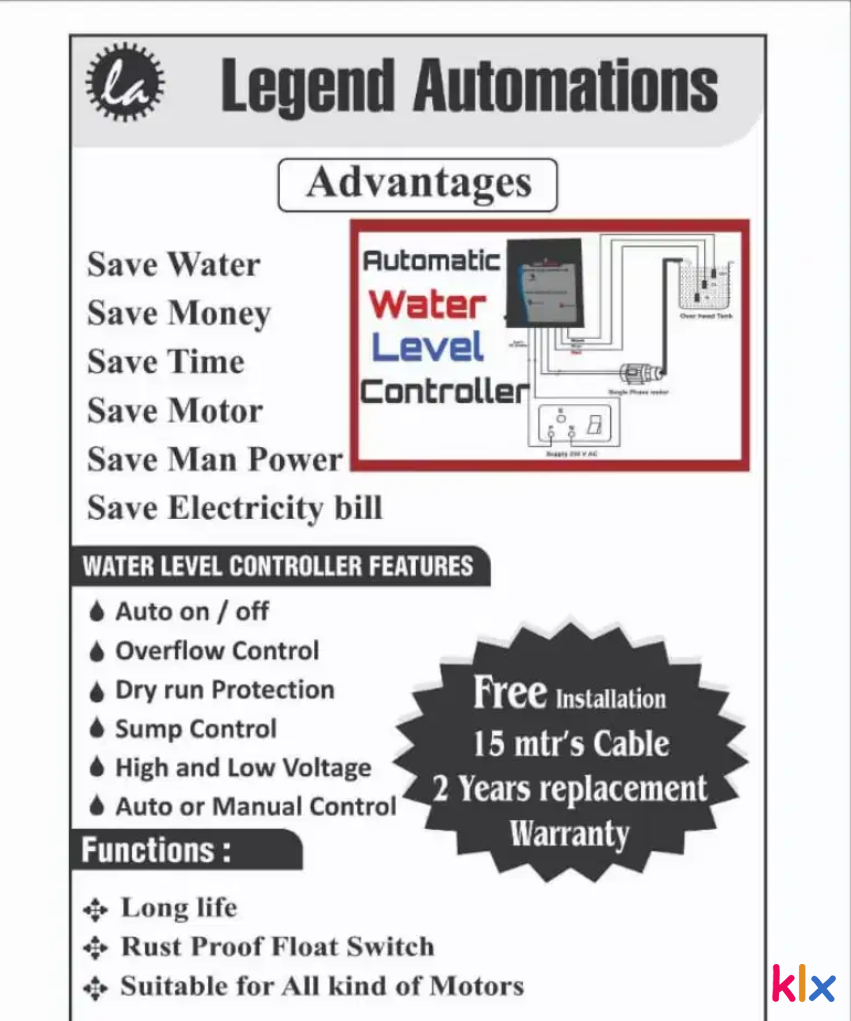 la
Legend Automations
Advantages
Save Water
Save Money
Save Time
Save Motor
Save Man Power
Save Electricity bill
Automatic
Water
Level
Controller
Over head Tank
Single Phase motor
Supply 230 V AC
WATER LEVEL CONTROLLER FEATURES
Auto on / off
Overflow Control
Dry run Protection
Sump Control
High and Low Voltage
Auto or Manual Control
Free Installation
15 mtr's Cable
2 Years replacement
Warranty
Functions :
Long life
Rust Proof Float Switch
Suitable for All kind of Motors
klx